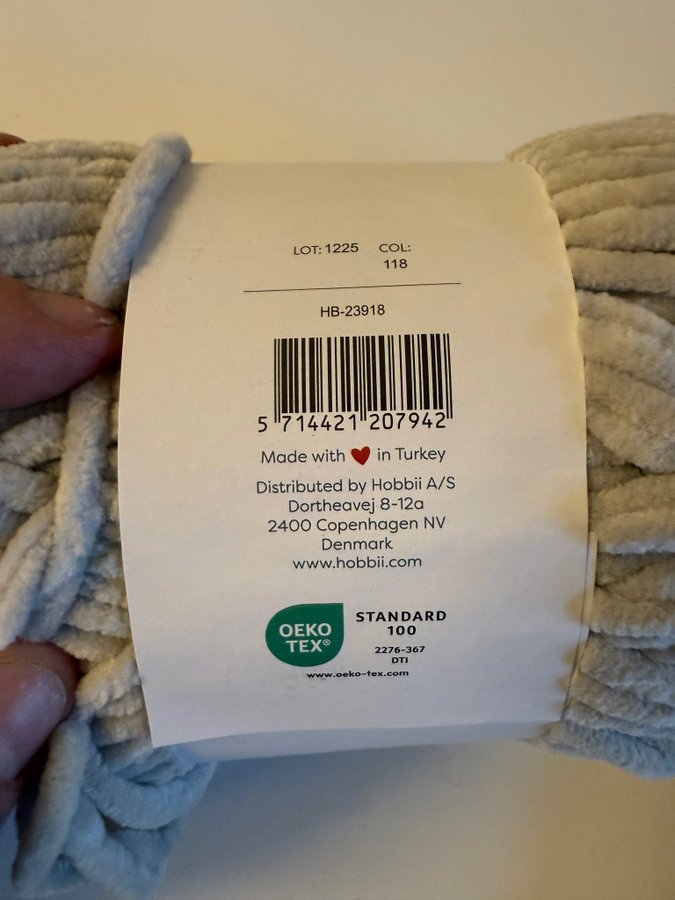 LOT: 1225 COL:
118
HB-23918
5 714421 207942
Made with ❤ in Turkey
Distributed by Hobbii A/S
Dortheavej 8-12a
2400 Copenhagen NV
Denmark
www.hobbii.com
OEKO
TEX®
STANDARD
100
2276-367
DTI
www.oeko-tex.com